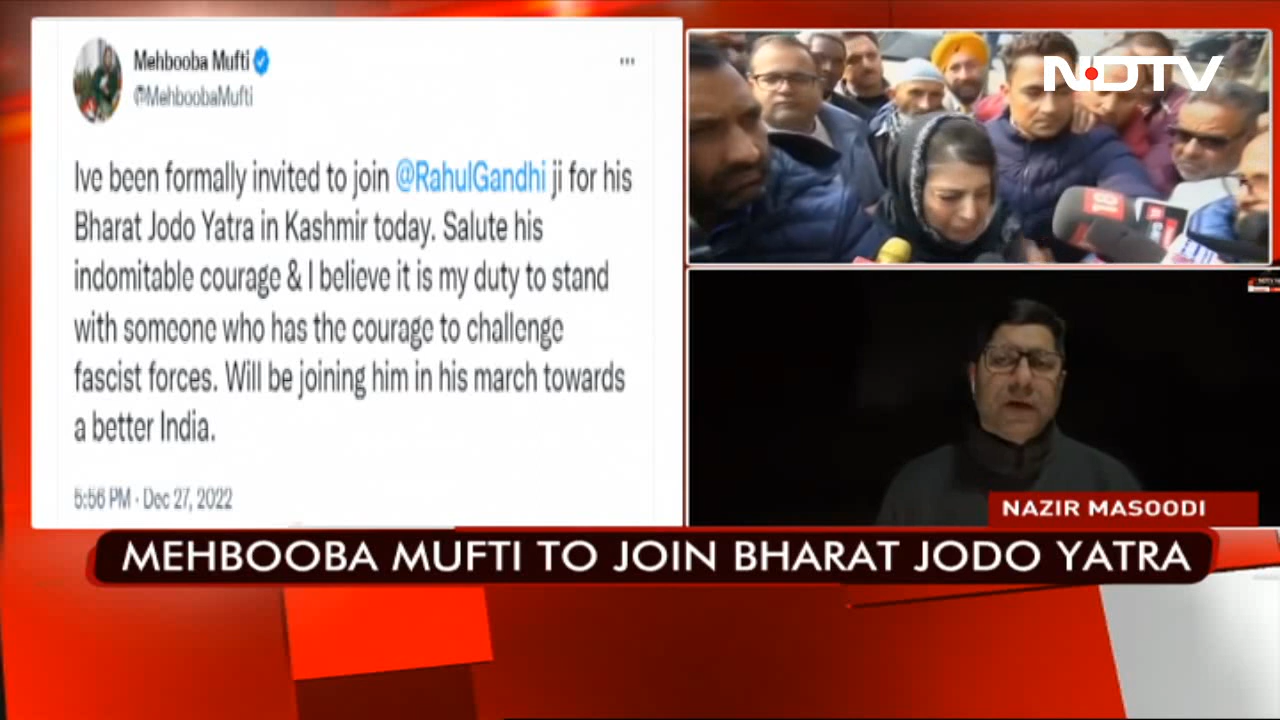 Mehbooba Mufti
@MehboobaMufti
Ive been formally invited to join @RahulGandhi ji for his
Bharat Jodo Yatra in Kashmir today. Salute his
indomitable courage & I believe it is my duty to stand
with someone who has the courage to challenge
fascist forces. Will be joining him in his march towards
a better India.
5:56 PM · Dec 27, 2022
NDTV
18
NAZIR MASOODI
MEHBOOBA MUFTI TO JOIN BHARAT JODO YATRA